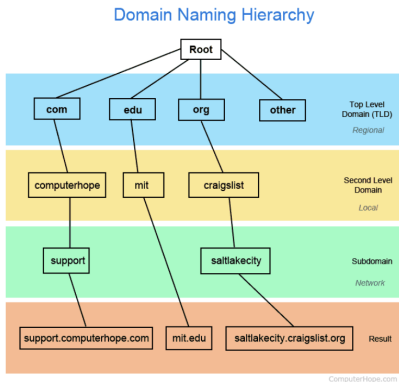 Domain Naming Hierarchy
Root
com edu org other
Top Level
Domain (TLD)
Regional
computerhope mit craigslist
Second Level
Domain
Local
support saltlakecity
Subdomain
Network
support.computerhope.com mit.edu saltlakecity.craigslist.org Result
ComputerHope.com